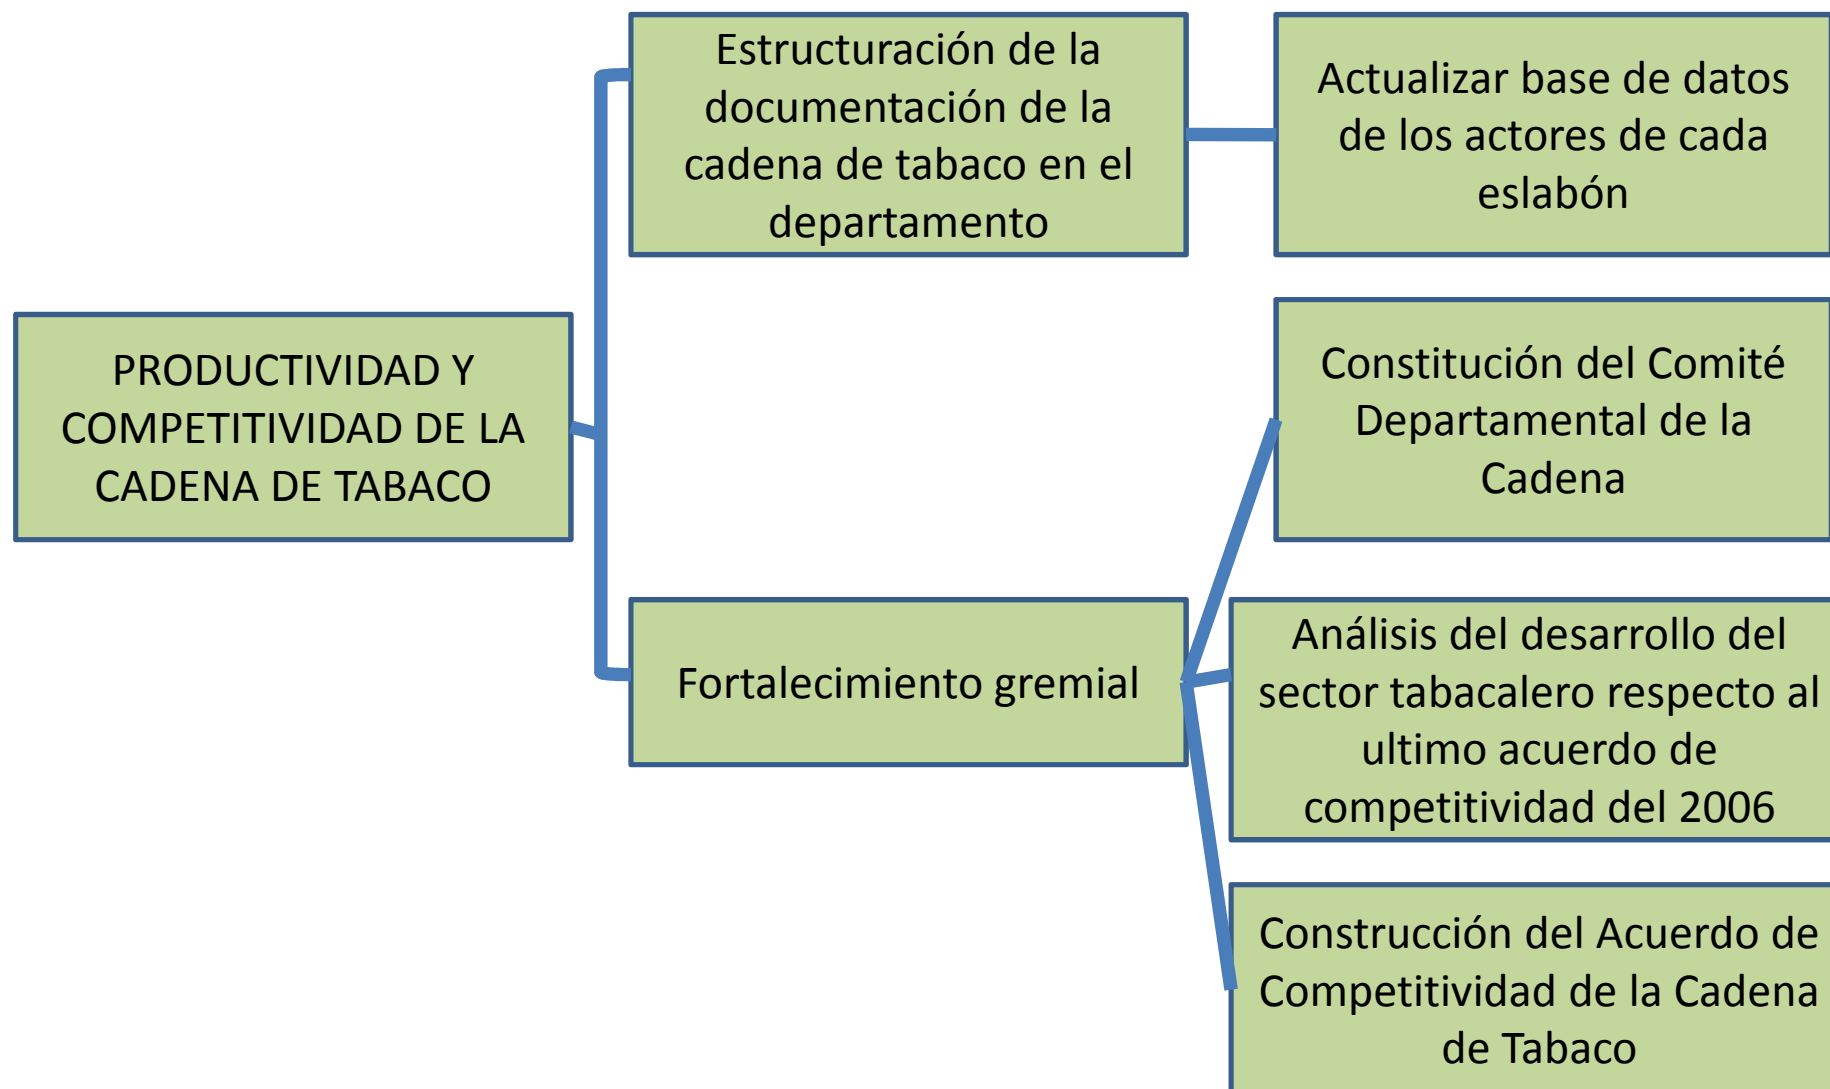 Estructuración de la
documentación de la
cadena de tabaco en el
departamento
Actualizar base de datos
de los actores de cada
eslabón
PRODUCTIVIDAD Y
COMPETITIVIDAD DE LA
CADENA DE TABACO
Constitución del Comité
Departamental de la
Cadena
Fortalecimiento gremial
Análisis del desarrollo del
sector tabacalero respecto al
ultimo acuerdo de
competitividad del 2006
Construcción del Acuerdo de
Competitividad de la Cadena
de Tabaco